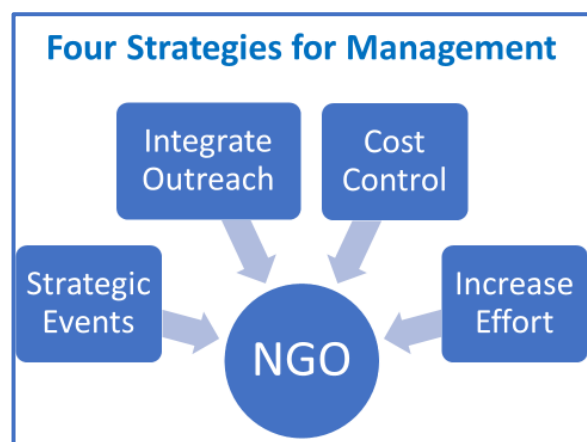 Four Strategies for Management
Integrate
Outreach
Cost
Control
Strategic
Events
Increase
Effort
NGO